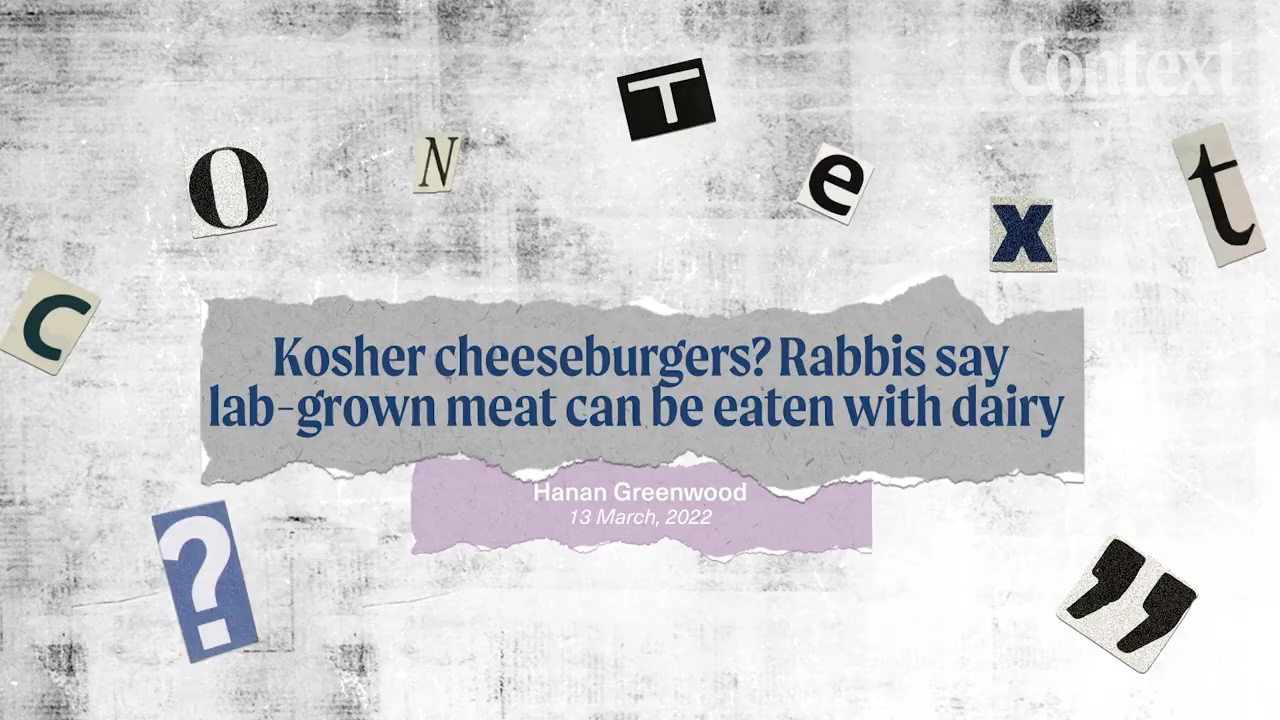 Context
C
O
N
T
e
x
t
Kosher cheeseburgers? Rabbis say
lab-grown meat can be eaten with dairy
Hanan Greenwood
13 March, 2022
?
”